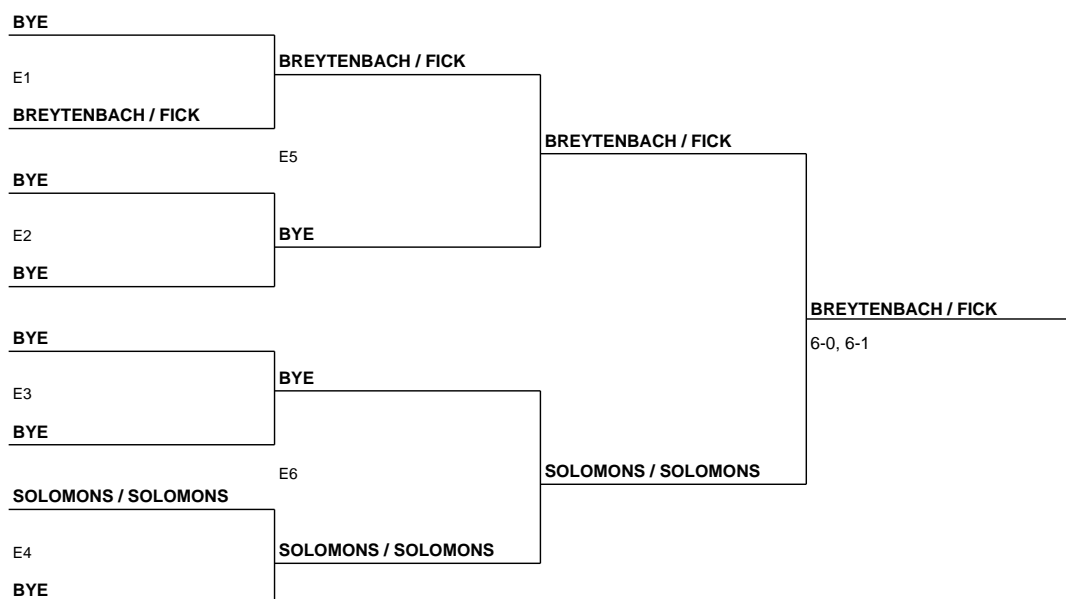 BYE
E1
BREYTENBACH / FICK
BYE
E2
BYE
BYE
E3
BYE
SOLOMONS / SOLOMONS
E4
BYE
BREYTENBACH / FICK
E5
BYE
BYE
E6
SOLOMONS / SOLOMONS
BREYTENBACH / FICK
SOLOMONS / SOLOMONS
BREYTENBACH / FICK
6-0, 6-1